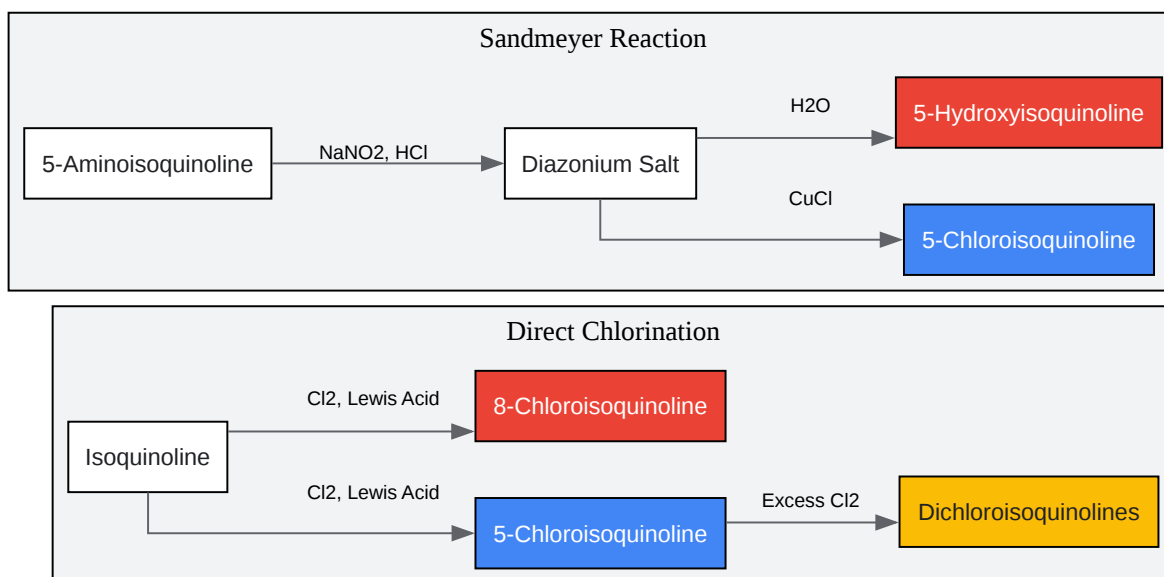 Sandmeyer Reaction
H2O
5-Hydroxyisoquinoline
5-Aminoisoquinoline
NaNO2, HCl
Diazonium Salt
CuCl
5-Chloroisoquinoline
Direct Chlorination
Cl2, Lewis Acid
8-Chloroisoquinoline
Isoquinoline
Cl2, Lewis Acid
5-Chloroisoquinoline
Excess Cl2
Dichloroisoquinolines